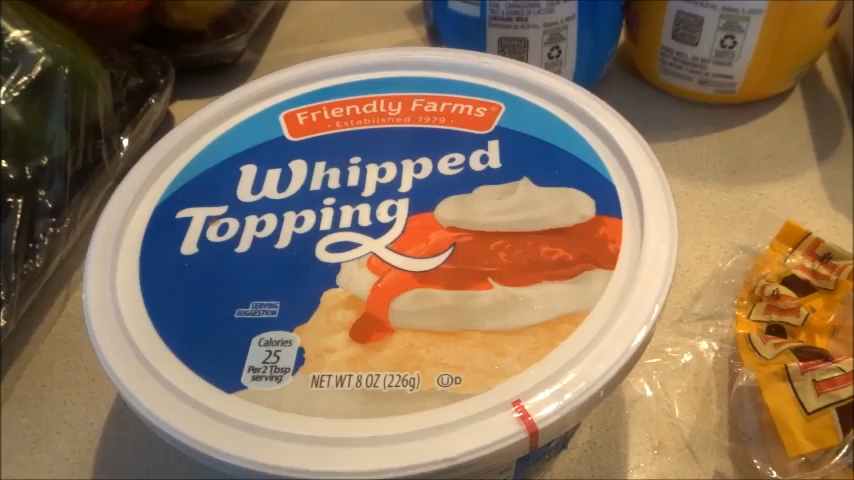 Friendly Farms
· Established 1979 ·
Whipped
Topping
SERVING
SUGGESTION
Calories
25
Per 2 Tbsp
serving
NET WT 8 OZ (226g) UD